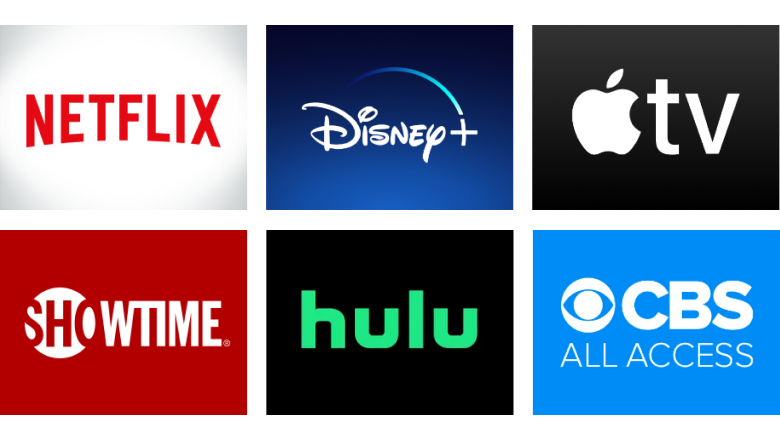 NETFLIX
Disney+
tv
SHOWTIME®
hulu
CBS
ALL ACCESS